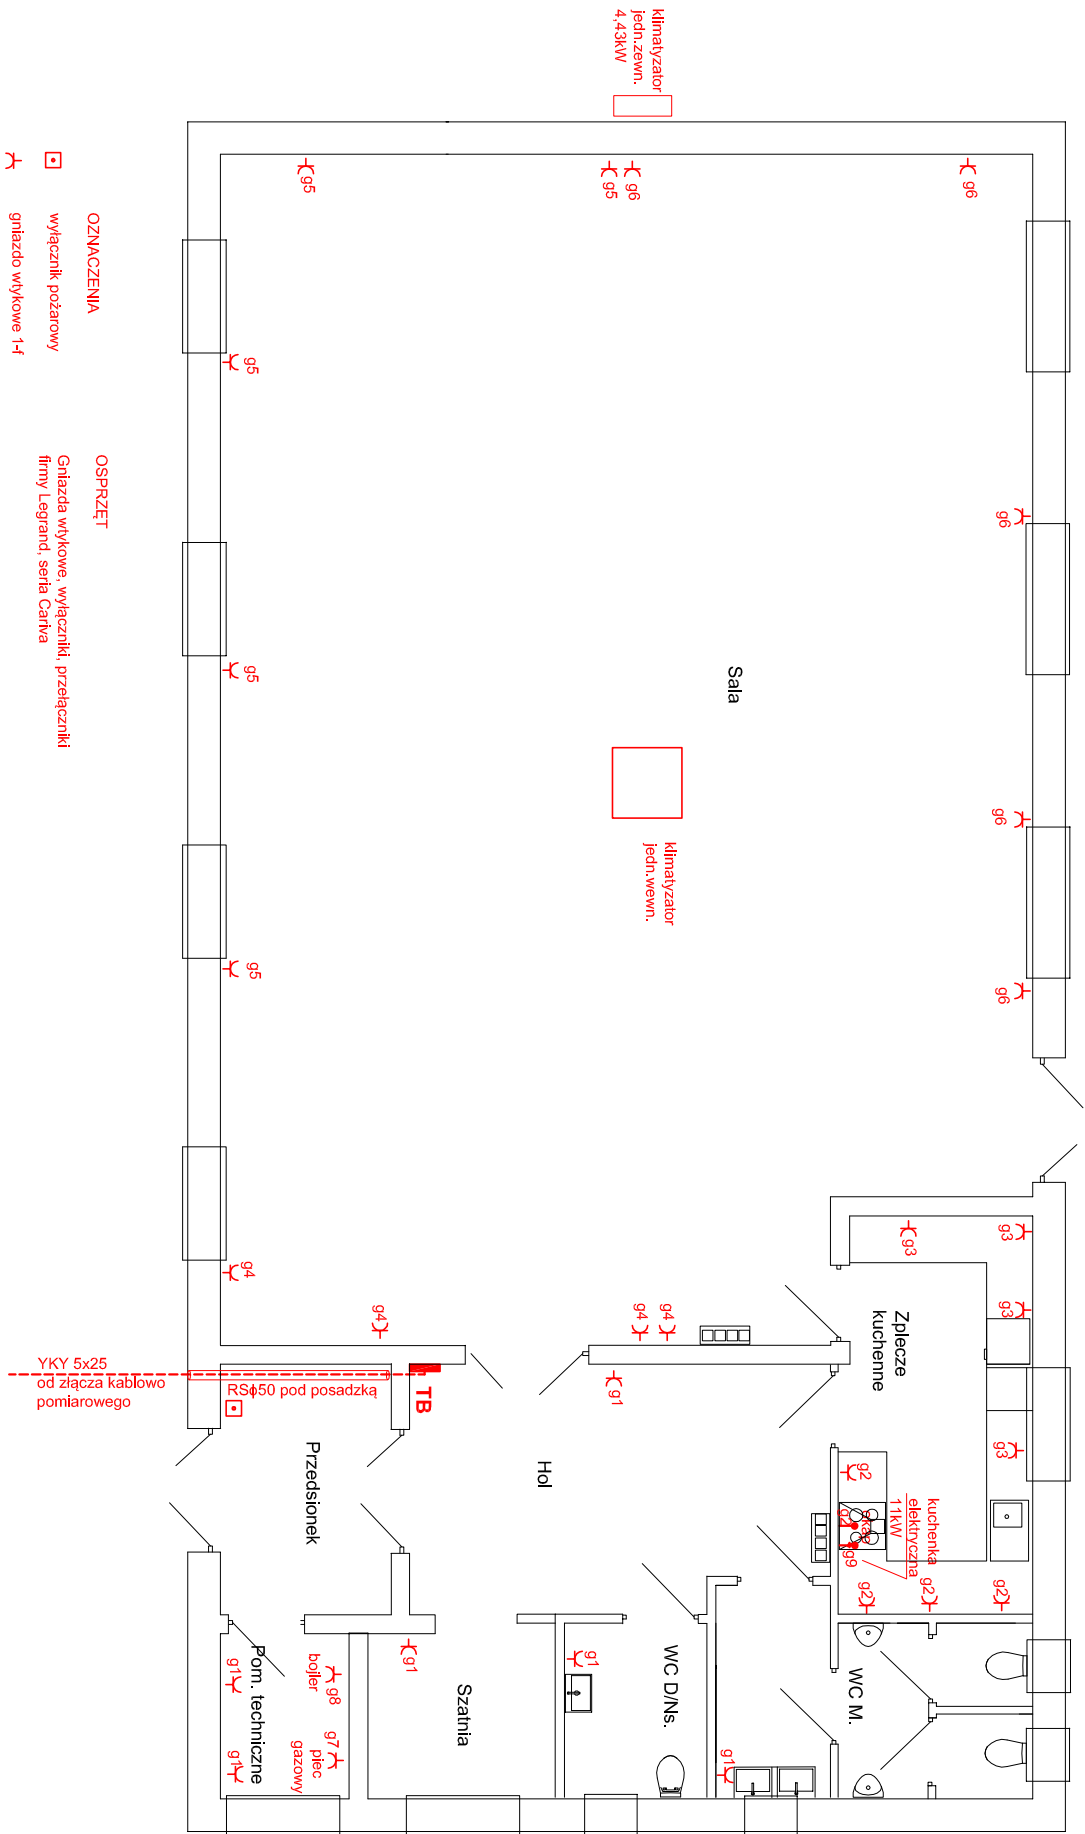 klimatyzator
jedn.zewn.
4,43kW
g5
g5
g6
g6
OZNACZENIA
wyłącznik pożarowy
gniazdo wtykowe 1-f
OSPRZĘT
Gniazda wtykowe, wyłączniki, przełączniki
firmy Legrand, seria Cariva
g5
g6
g5
Sala
klimatyzator
jedn.wewn.
g6
g5
g6
g4
g4
g4
g4
g3
g3
g3
Zplecze
kuchenne
YKY 5x25
od złącza kablowo
pomiarowego
RSϕ50 pod posadzką
TB
g1
Przedsionek
Hol
g2
g3
kuchenka
elektryczna
11kW
okap
g2
g9
g2
g2
g2
Pom. techniczne
g1
g1
bojler
g8
g7
piec
gazowy
g1
Szatnia
g1
WC D/Ns.
g1
WC M.